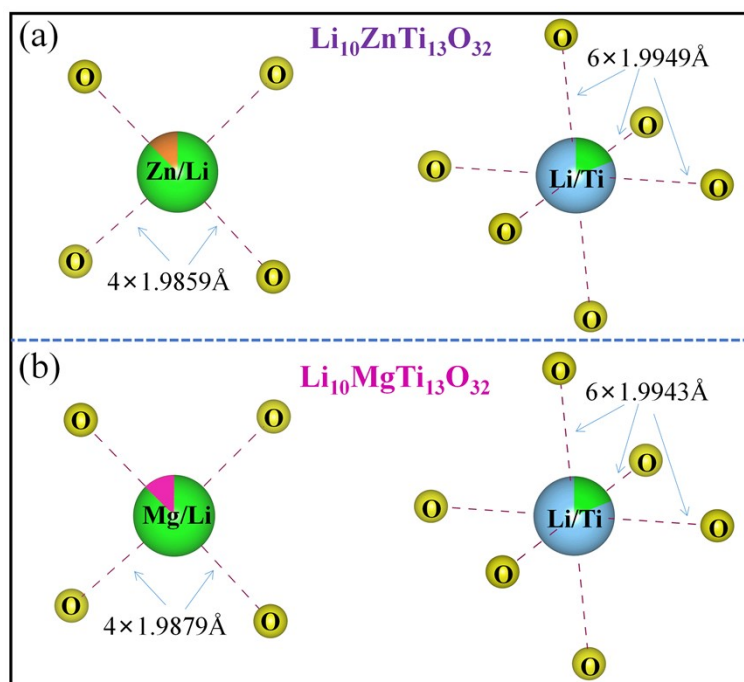 (a)
Li₁₀ZnTi₁₃O₃₂
O
O
O
6×1.9949Å
O
Zn/Li
O
Li/Ti
O
O
O
O
4×1.9859Å
O
(b)
Li₁₀MgTi₁₃O₃₂
O
6×1.9943Å
O
O
O
Mg/Li
O
Li/Ti
O
O
O
O
4×1.9879Å
O